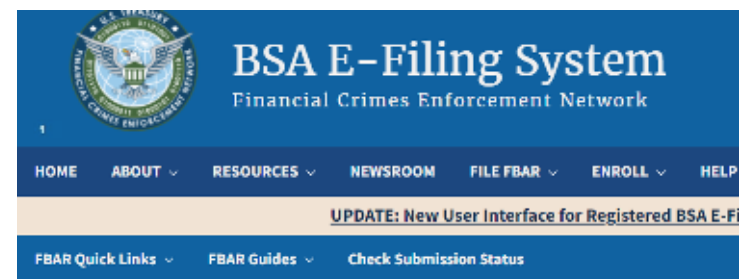 BSA E-Filing System
Financial Crimes Enforcement Network
HOME ABOUT RESOURCES NEWSROOM FILE FBAR ENROLL HELP
UPDATE: New User Interface for Registered BSA E-Fi
FBAR Quick Links FBAR Guides Check Submission Status